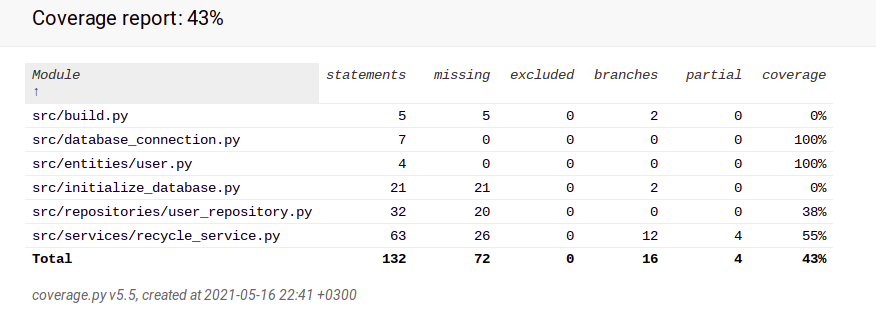 Coverage report: 43%
Module statements missing excluded branches partial coverage
↑
src/build.py 5 5 0 2 0 0%
src/database_connection.py 7 0 0 0 0 100%
src/entities/user.py 4 0 0 0 0 100%
src/initialize_database.py 21 21 0 2 0 0%
src/repositories/user_repository.py 32 20 0 0 0 38%
src/services/recycle_service.py 63 26 0 12 4 55%
Total 132 72 0 16 4 43%
coverage.py v5.5, created at 2021-05-16 22:41 +0300